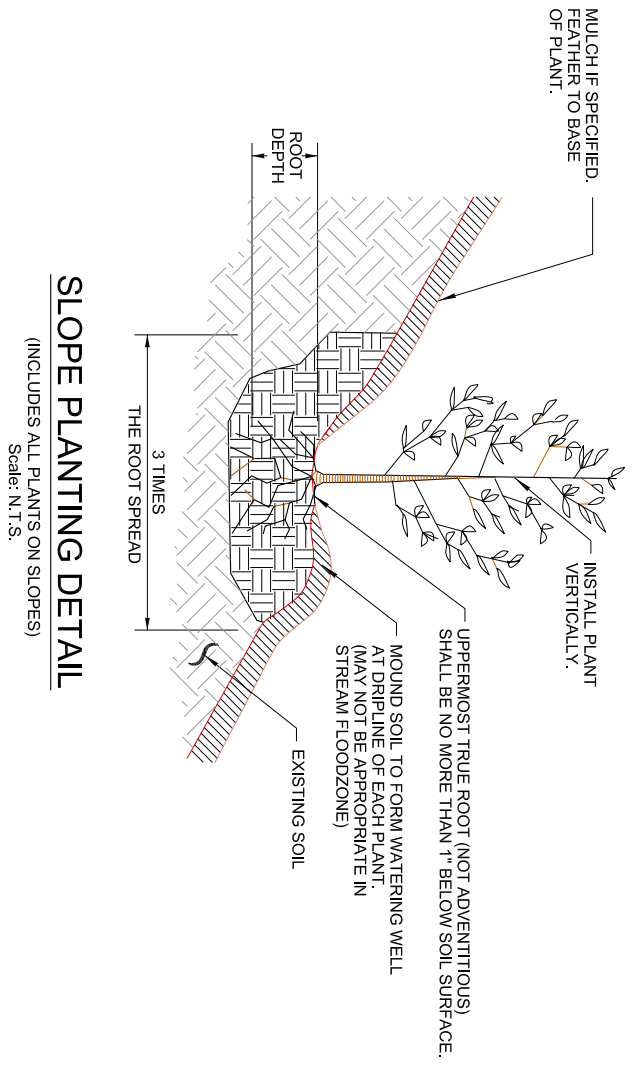 MULCH IF SPECIFIED.
FEATHER TO BASE
OF PLANT.
INSTALL PLANT
VERTICALLY.
UPPERMOST TRUE ROOT (NOT ADVENTITIOUS)
SHALL BE NO MORE THAN 1" BELOW SOIL SURFACE.
MOUND SOIL TO FORM WATERING WELL
AT DRIPLINE OF EACH PLANT.
(MAY NOT BE APPROPRIATE IN
STREAM FLOODZONE)
EXISTING SOIL
ROOT
DEPTH
3 TIMES
THE ROOT SPREAD
SLOPE PLANTING DETAIL
(INCLUDES ALL PLANTS ON SLOPES)
Scale: N.T.S.